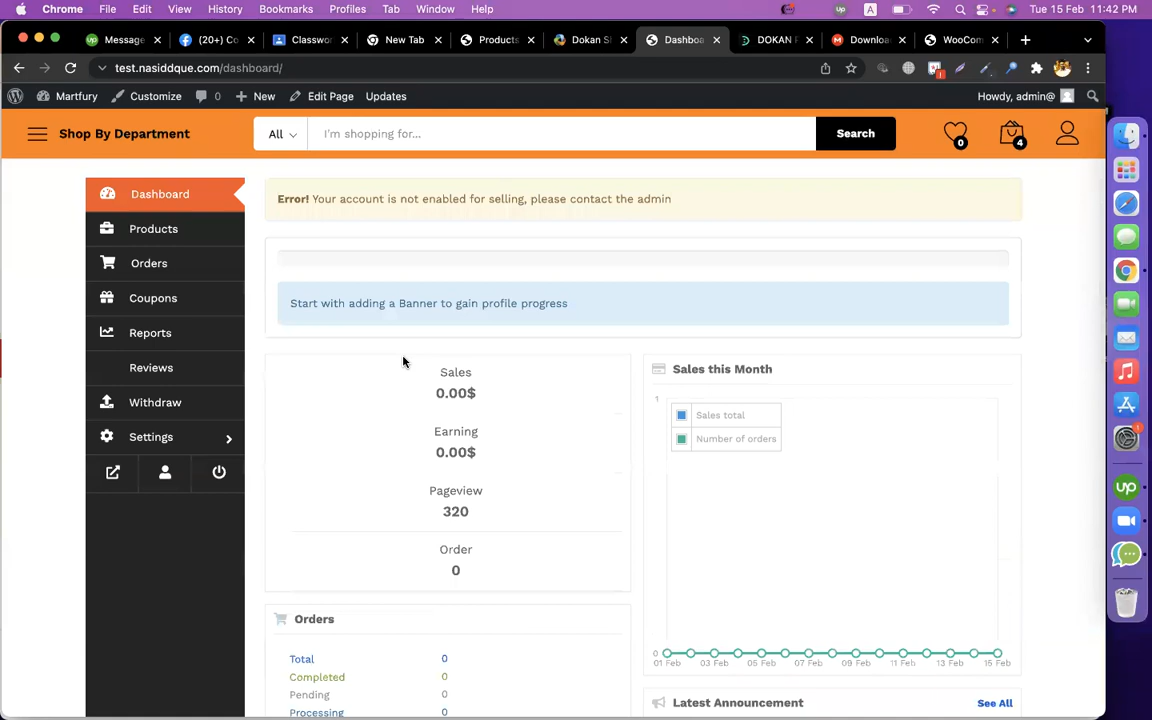 Chrome File Edit View History Bookmarks Profiles Tab Window Help A Tue 15 Feb 11:42 PM
up Message (20+) Co Classwor New Tab Products Dokan S Dashboa DOKAN Downloa WooCom
test.nasiddque.com/dashboard/
Martfury Customize New Edit Page Updates Howdy, admin@
Shop By Department All I'm shopping for... Search 0 4
Dashboard
Products
Orders
Coupons
Reports
Reviews
Withdraw
Settings
Error! Your account is not enabled for selling, please contact the admin
Start with adding a Banner to gain profile progress
Sales
0.00$
Earning
0.00$
Pageview
320
Order
0
Orders
Total 0
Completed 0
Pending 0
Processing 0
Sales this Month
1
Sales total
Number of orders
0
01 Feb 03 Feb 05 Feb 07 Feb 09 Feb 11 Feb 13 Feb 15 Feb
Latest Announcement See All
1
up